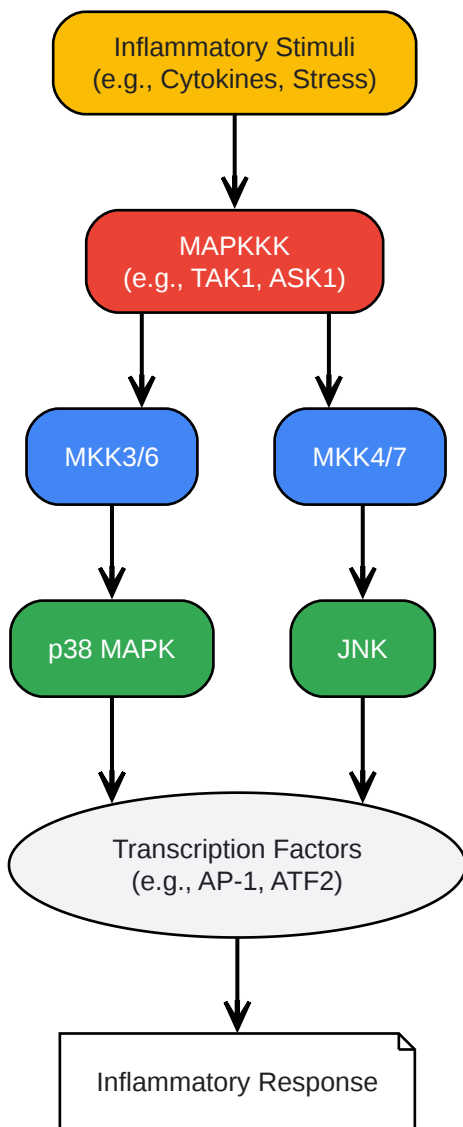 Inflammatory Stimuli
(e.g., Cytokines, Stress)
MAPKKK
(e.g., TAK1, ASK1)
MKK3/6
MKK4/7
p38 MAPK
JNK
Transcription Factors
(e.g., AP-1, ATF2)
Inflammatory Response